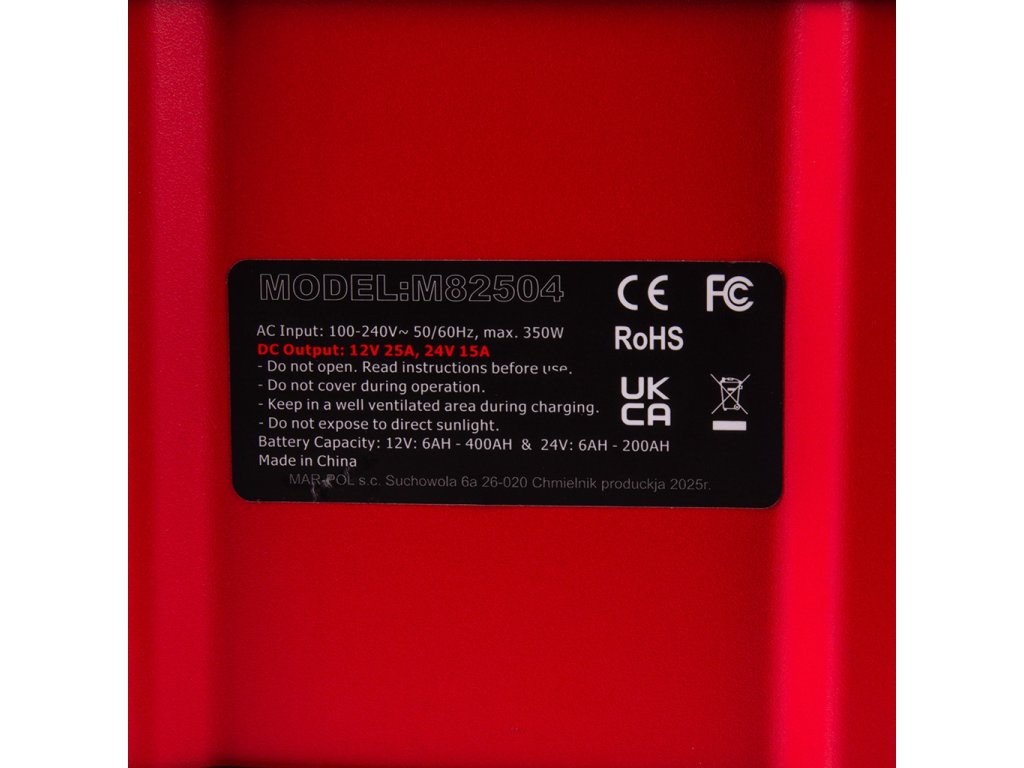 MODEL:M82504
CE FC
AC Input: 100-240V~ 50/60Hz, max. 350W
RoHS
DC Output: 12V 25A, 24V 15A
- Do not open. Read instructions before use.
- Do not cover during operation.
UK
CA
- Keep in a well ventilated area during charging.
- Do not expose to direct sunlight.
Battery Capacity: 12V: 6AH - 400AH & 24V: 6AH - 200AH
Made in China
MAR-POL s.c. Suchowola 6a 26-020 Chmielnik produckja 2025r.